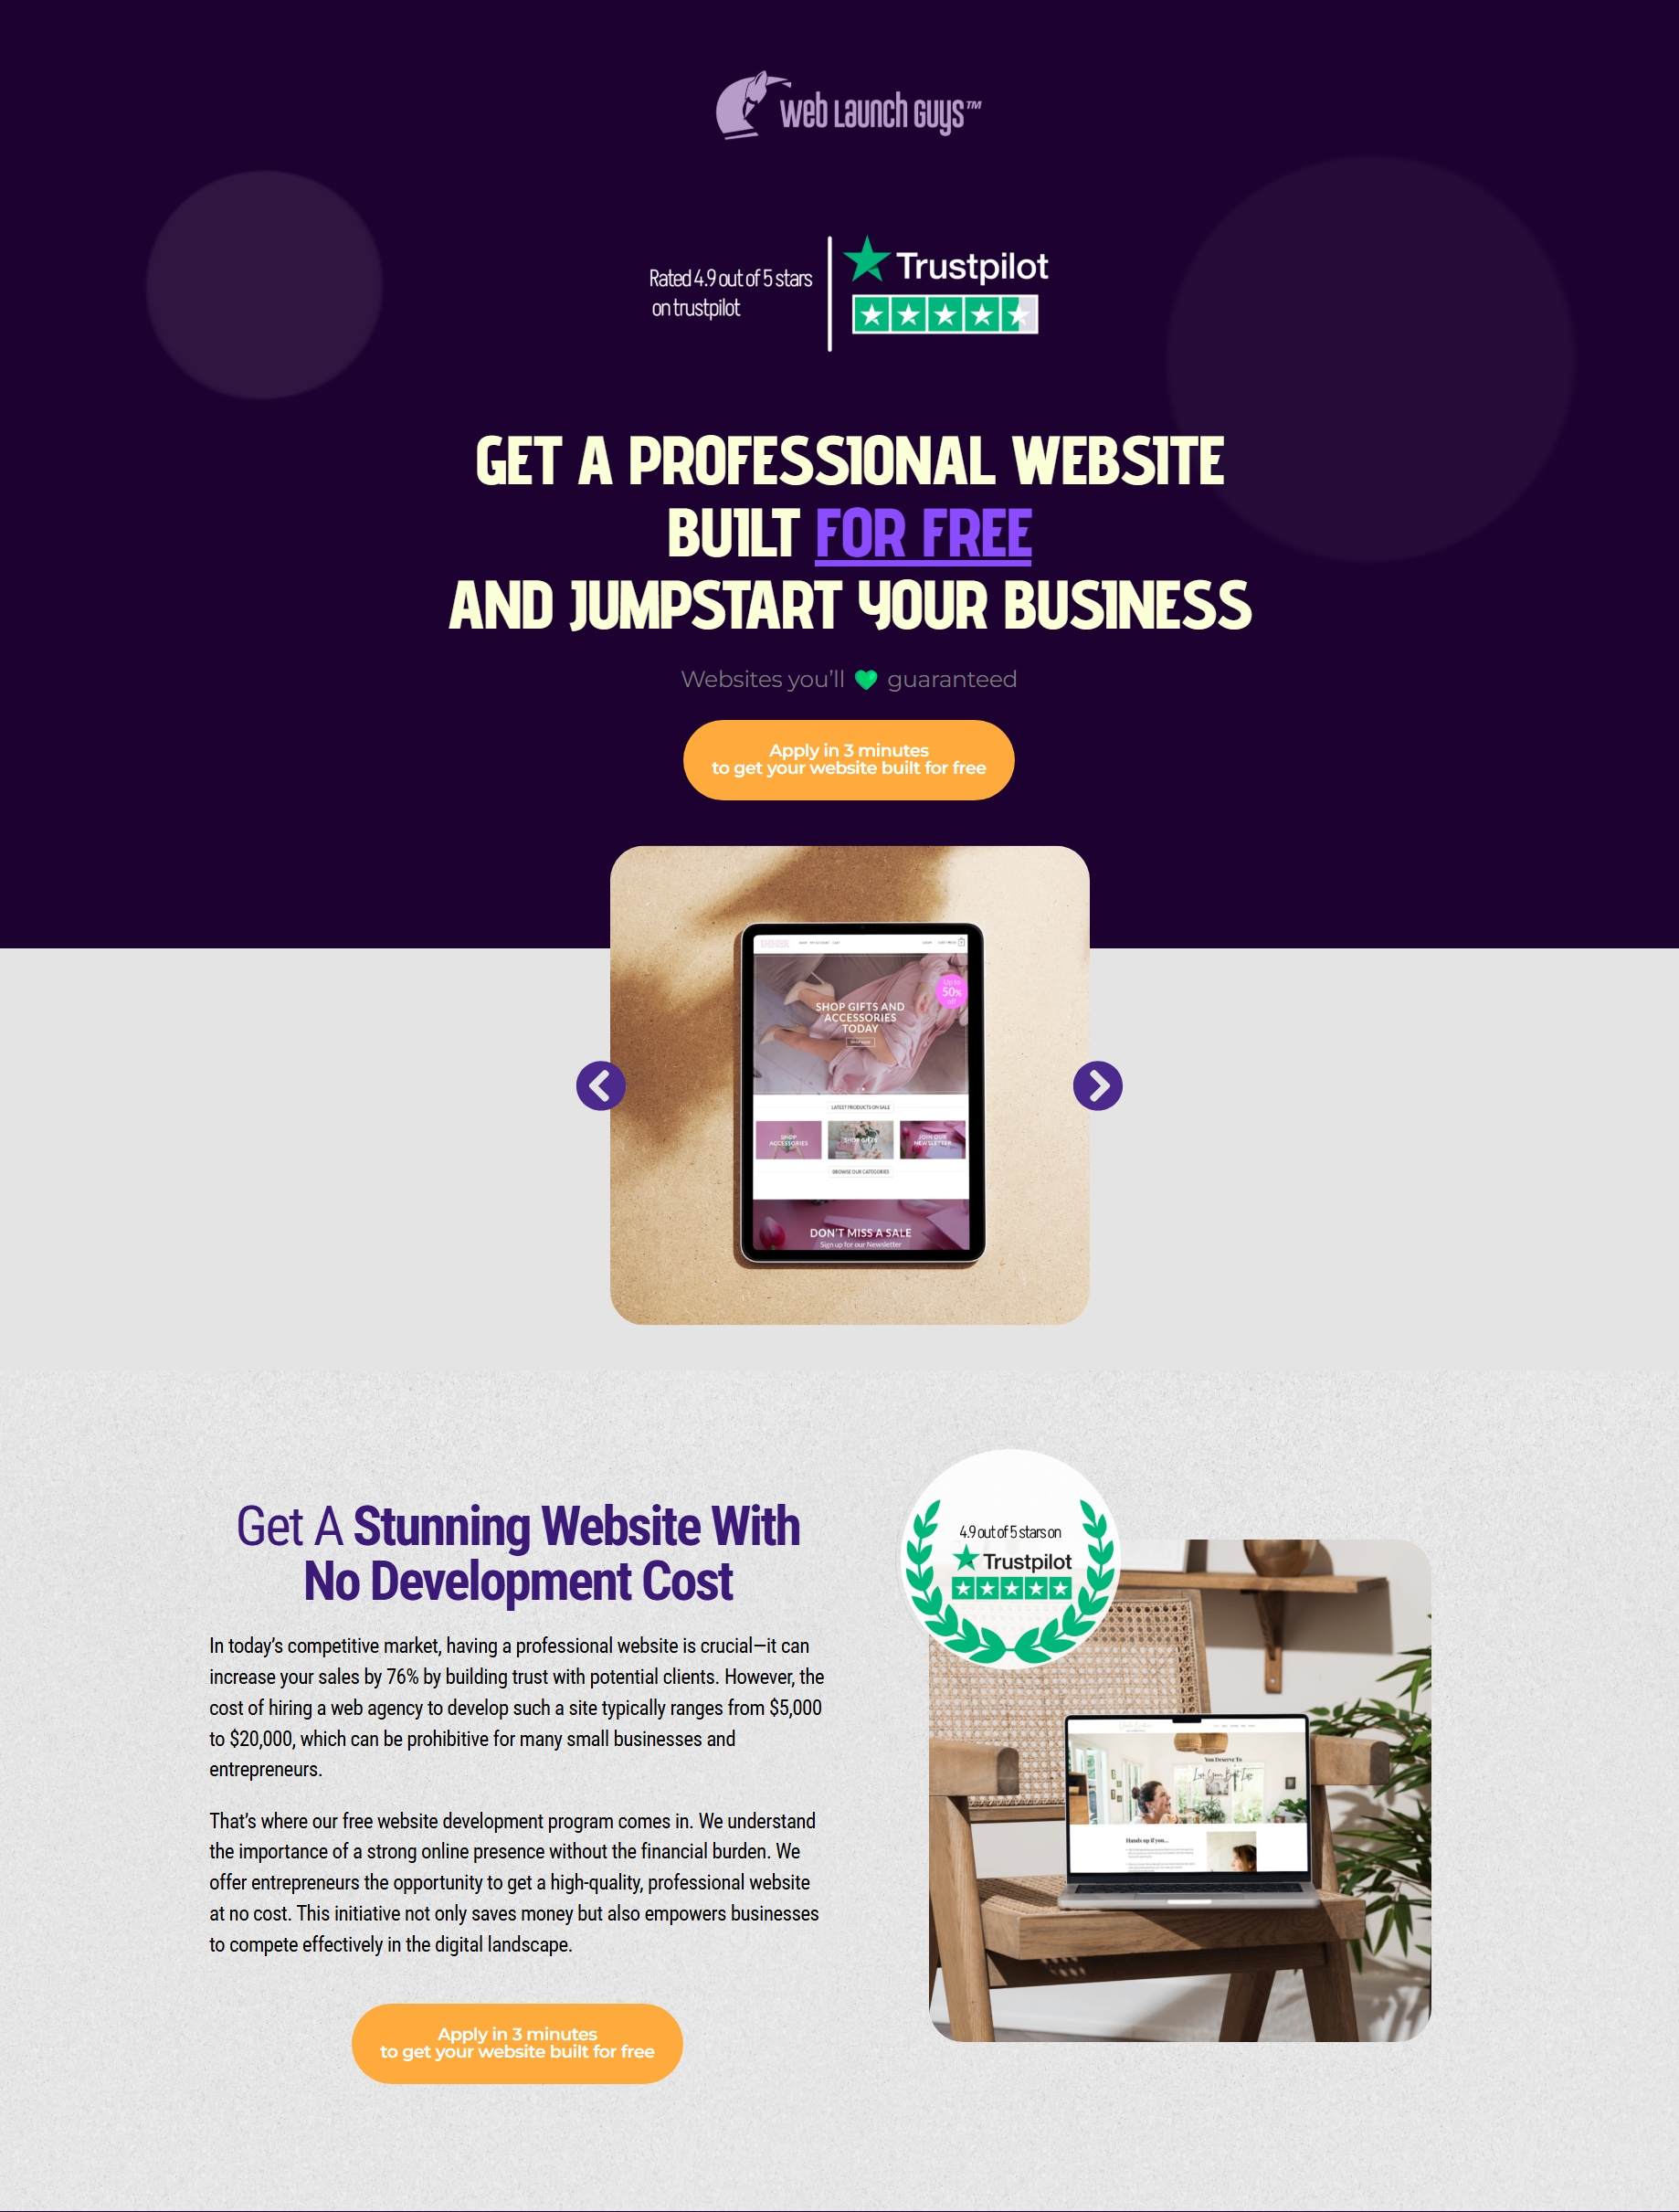 web Launch Guys™
Rated 4.9 out of 5 stars
on trustpilot
Trustpilot
GET A PROFESSIONAL WEBSITE
BUILT FOR FREE
AND JUMPSTART YOUR BUSINESS
Websites you'll 💚 guaranteed
Apply in 3 minutes
to get your website built for free
Up to
50%
off
SHOP GIFTS AND
ACCESSORIES
TODAY
LATEST PRODUCTS ON SALE
SHOP
ACCESSORIES
SHOP GIFTS
JOIN OUR
NEWSLETTER
BROWSE OUR CATEGORIES
DON'T MISS A SALE
Sign up for our Newsletter
Get A Stunning Website With
No Development Cost
In today's competitive market, having a professional website is crucial—it can
increase your sales by 76% by building trust with potential clients. However, the
cost of hiring a web agency to develop such a site typically ranges from $5,000
to $20,000, which can be prohibitive for many small businesses and
entrepreneurs.
That's where our free website development program comes in. We understand
the importance of a strong online presence without the financial burden. We
offer entrepreneurs the opportunity to get a high-quality, professional website
at no cost. This initiative not only saves money but also empowers businesses
to compete effectively in the digital landscape.
Apply in 3 minutes
to get your website built for free
4.9 out of 5 stars on
Trustpilot
You Deserve To
Live Your Best Life
Hands up if you...